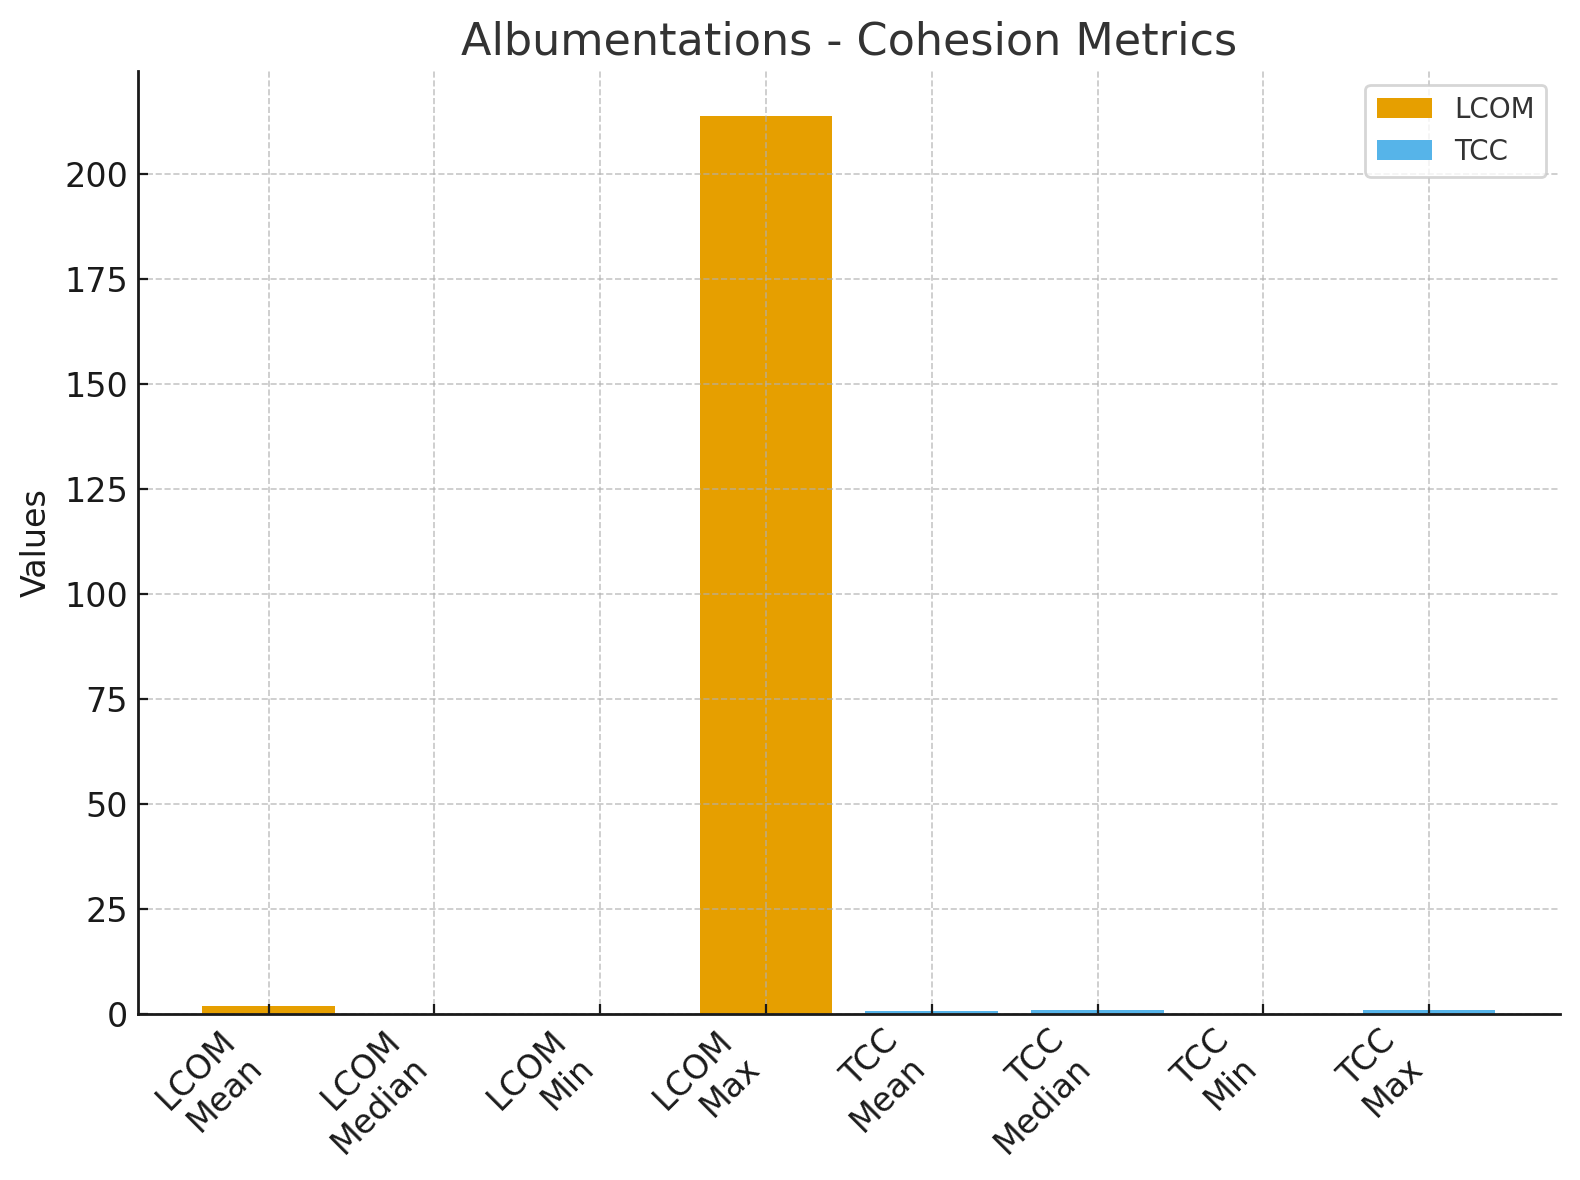 Albumentations - Cohesion Metrics
LCOM
TCC
Values
200
175
150
125
100
75
50
25
0
LCOM
Mean
LCOM
Median
LCOM
Min
LCOM
Max
TCC
Mean
TCC
Median
TCC
Min
TCC
Max